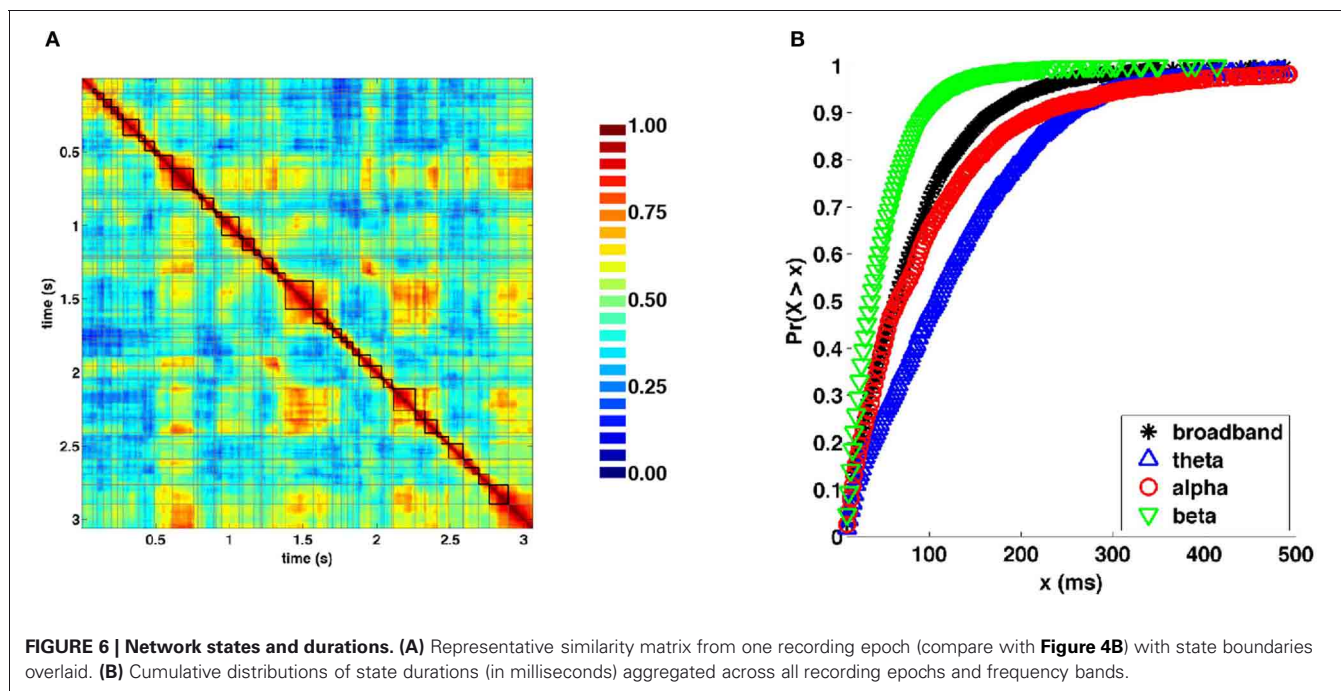 A
B
0.5
1
1.5
2
2.5
3
time (s)
0.5
1
1.5
2
2.5
3
time (s)
1.00
0.75
0.50
0.25
0.00
1
0.9
0.8
0.7
0.6
0.5
0.4
0.3
0.2
0.1
0
Pr(X > x)
100
200
300
400
500
x (ms)
broadband
theta
alpha
beta
FIGURE 6 | Network states and durations. (A) Representative similarity matrix from one recording epoch (compare with Figure 4B) with state boundaries
overlaid. (B) Cumulative distributions of state durations (in milliseconds) aggregated across all recording epochs and frequency bands.